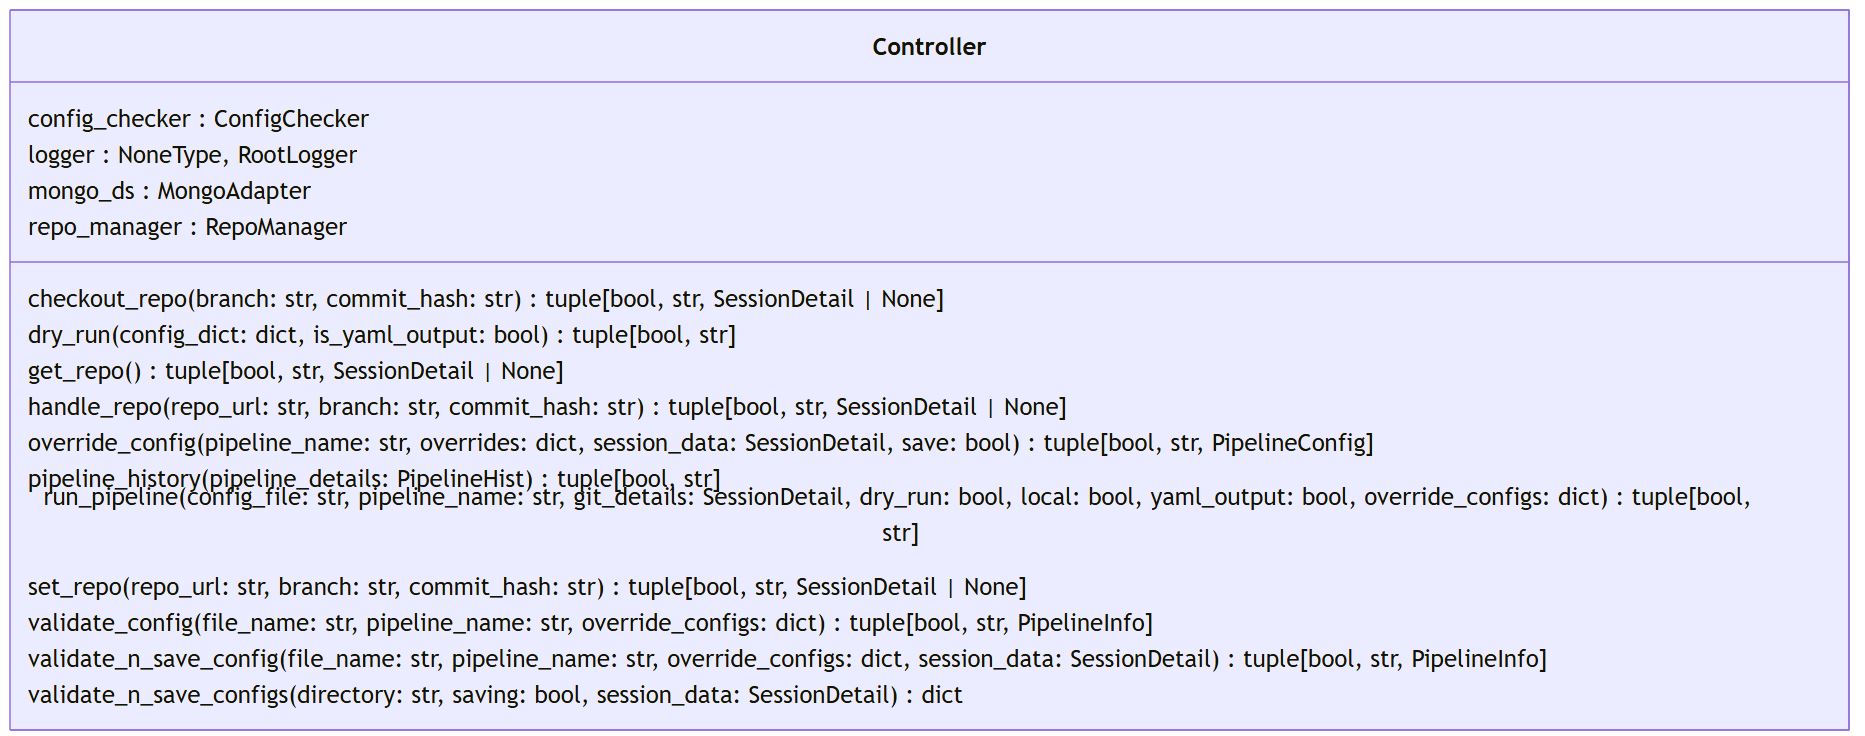 Controller
config_checker : ConfigChecker
logger : NoneType, RootLogger
mongo_ds : MongoAdapter
repo_manager : RepoManager
checkout_repo(branch: str, commit_hash: str) : tuple[bool, str, SessionDetail | None]
dry_run(config_dict: dict, is_yaml_output: bool) : tuple[bool, str]
get_repo() : tuple[bool, str, SessionDetail | None]
handle_repo(repo_url: str, branch: str, commit_hash: str) : tuple[bool, str, SessionDetail | None]
override_config(pipeline_name: str, overrides: dict, session_data: SessionDetail, save: bool) : tuple[bool, str, PipelineConfig]
pipeline_history(pipeline_details: PipelineHist) : tuple[bool, str]
run_pipeline(config_file: str, pipeline_name: str, git_details: SessionDetail, dry_run: bool, local: bool, yaml_output: bool, override_configs: dict) : tuple[bool,
str]
set_repo(repo_url: str, branch: str, commit_hash: str) : tuple[bool, str, SessionDetail | None]
validate_config(file_name: str, pipeline_name: str, override_configs: dict) : tuple[bool, str, PipelineInfo]
validate_n_save_config(file_name: str, pipeline_name: str, override_configs: dict, session_data: SessionDetail) : tuple[bool, str, PipelineInfo]
validate_n_save_configs(directory: str, saving: bool, session_data: SessionDetail) : dict